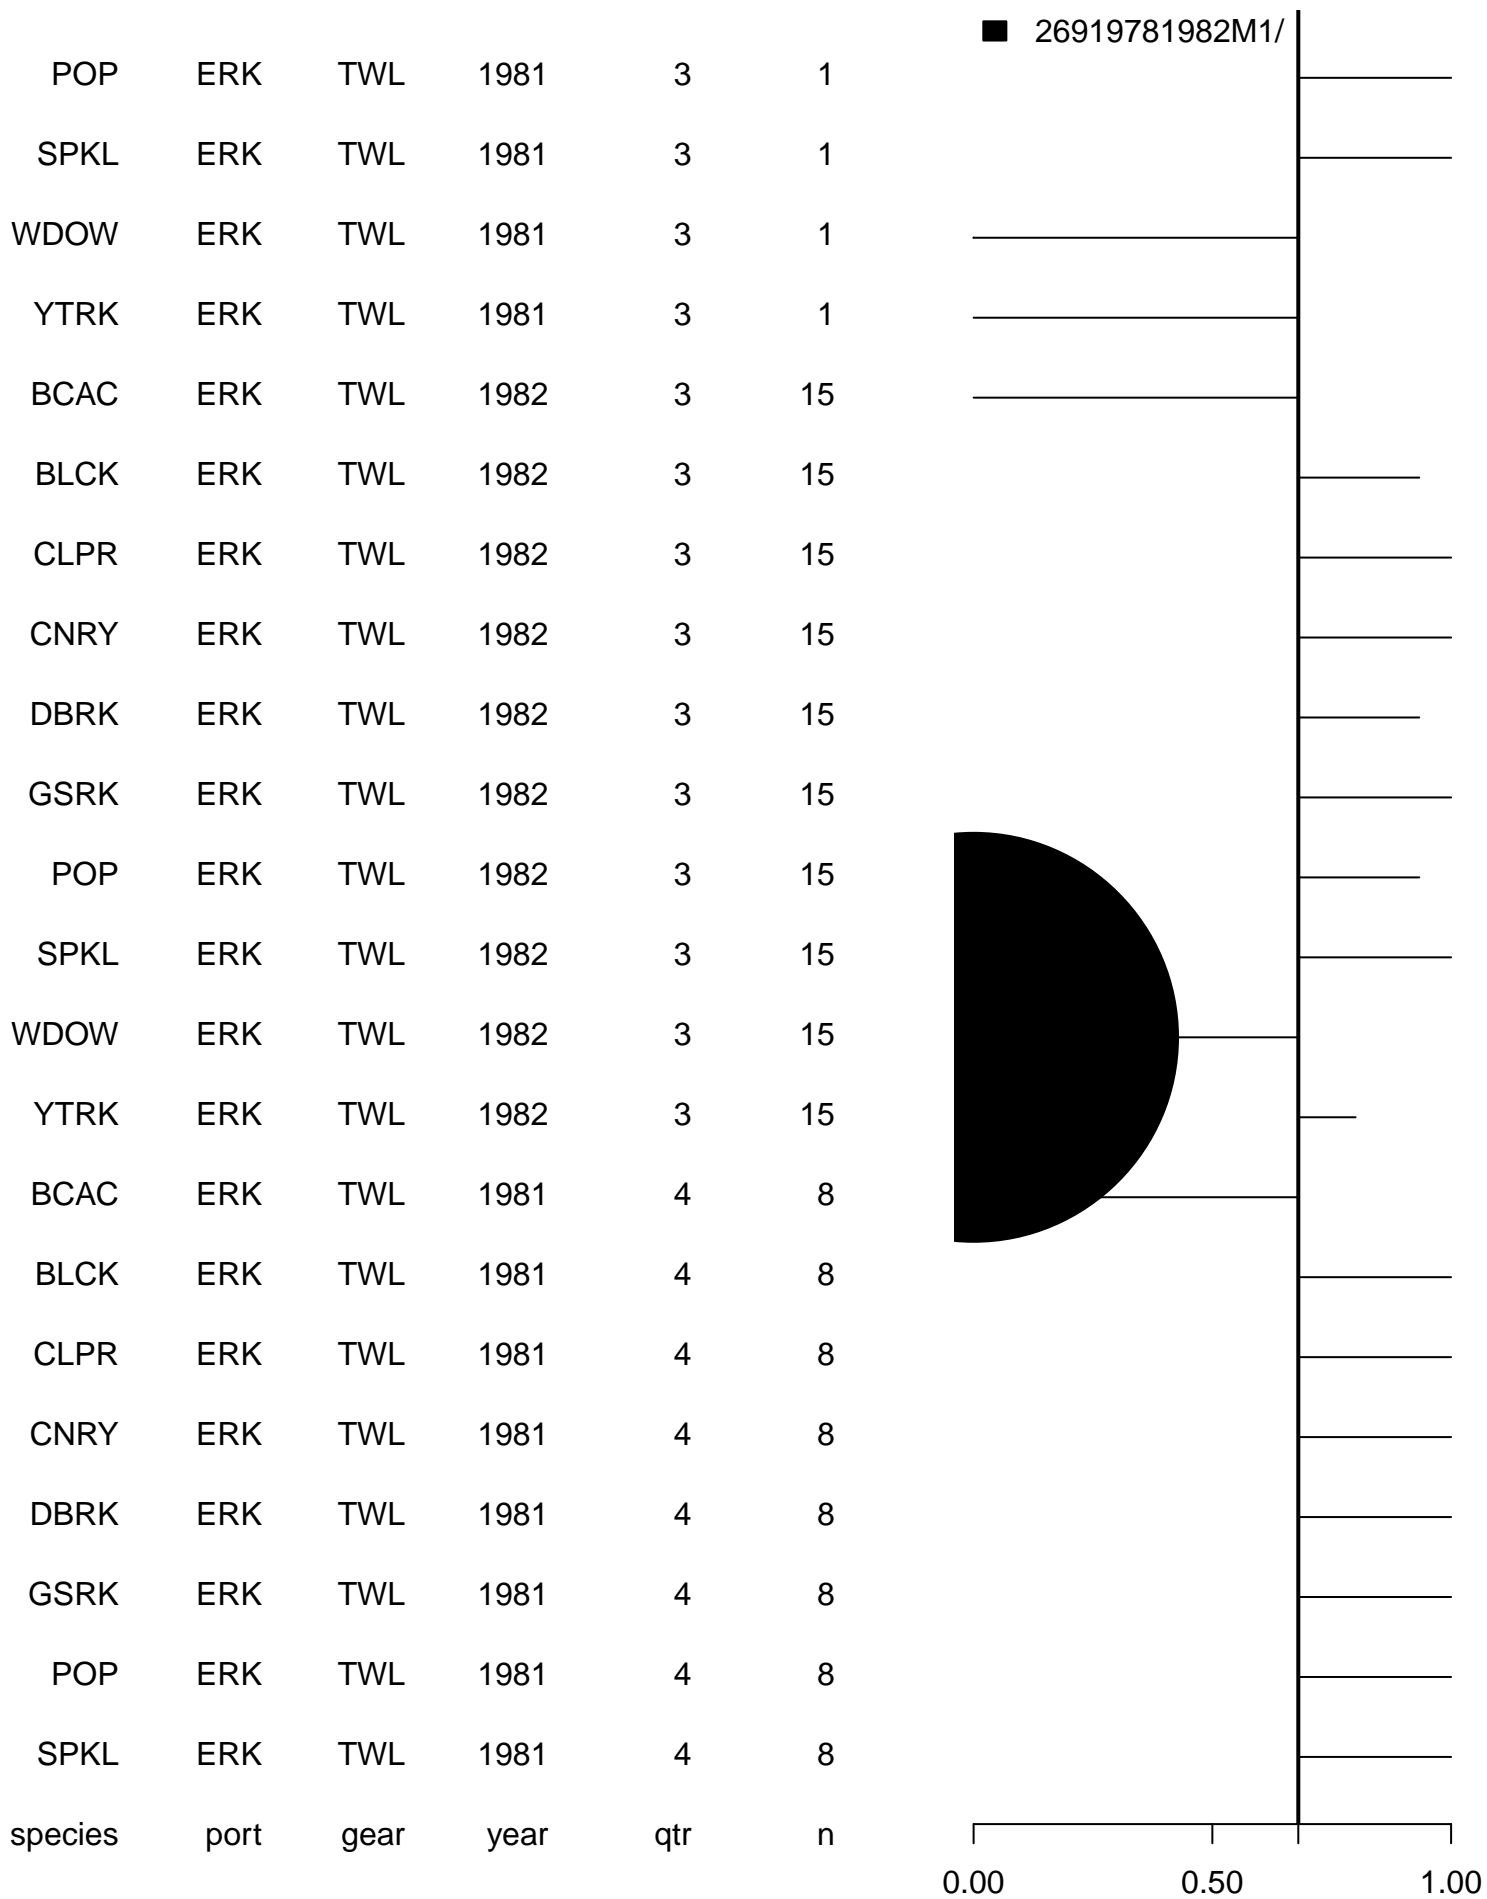 26919781982M1/
POP ERK TWL 1981 3 1
SPKL ERK TWL 1981 3 1
WDOW ERK TWL 1981 3 1
YTRK ERK TWL 1981 3 1
BCAC ERK TWL 1982 3 15
BLCK ERK TWL 1982 3 15
CLPR ERK TWL 1982 3 15
CNRY ERK TWL 1982 3 15
DBRK ERK TWL 1982 3 15
GSRK ERK TWL 1982 3 15
POP ERK TWL 1982 3 15
SPKL ERK TWL 1982 3 15
WDOW ERK TWL 1982 3 15
YTRK ERK TWL 1982 3 15
BCAC ERK TWL 1981 4 8
BLCK ERK TWL 1981 4 8
CLPR ERK TWL 1981 4 8
CNRY ERK TWL 1981 4 8
DBRK ERK TWL 1981 4 8
GSRK ERK TWL 1981 4 8
POP ERK TWL 1981 4 8
SPKL ERK TWL 1981 4 8
species port gear year qtr n
0.00 0.50 1.00